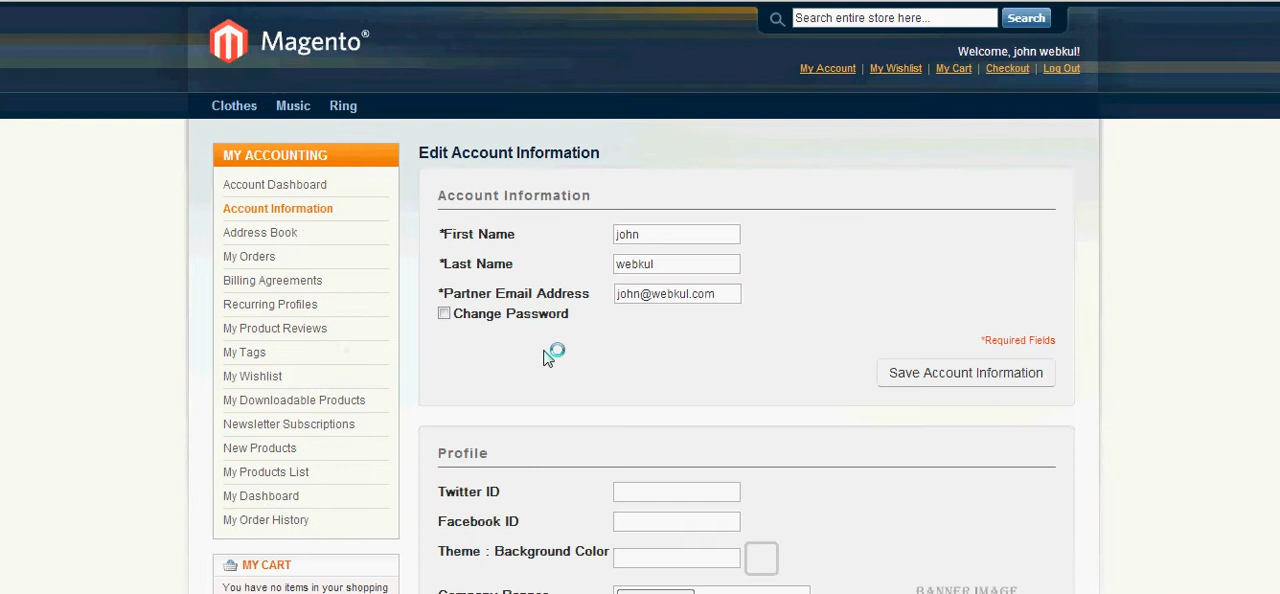 Search entire store here...
Search
Magento®
Welcome, john webkul!
My Account | My Wishlist | My Cart | Checkout | Log Out
Clothes
Music
Ring
MY ACCOUNTING
Account Dashboard
Account Information
Address Book
My Orders
Billing Agreements
Recurring Profiles
My Product Reviews
My Tags
My Wishlist
My Downloadable Products
Newsletter Subscriptions
New Products
My Products List
My Dashboard
My Order History
MY CART
You have no items in your shopping
Edit Account Information
Account Information
*First Name
john
*Last Name
webkul
*Partner Email Address
john@webkul.com
Change Password
*Required Fields
Save Account Information
Profile
Twitter ID
Facebook ID
Theme : Background Color
Company Banner
BANNER IMAGE